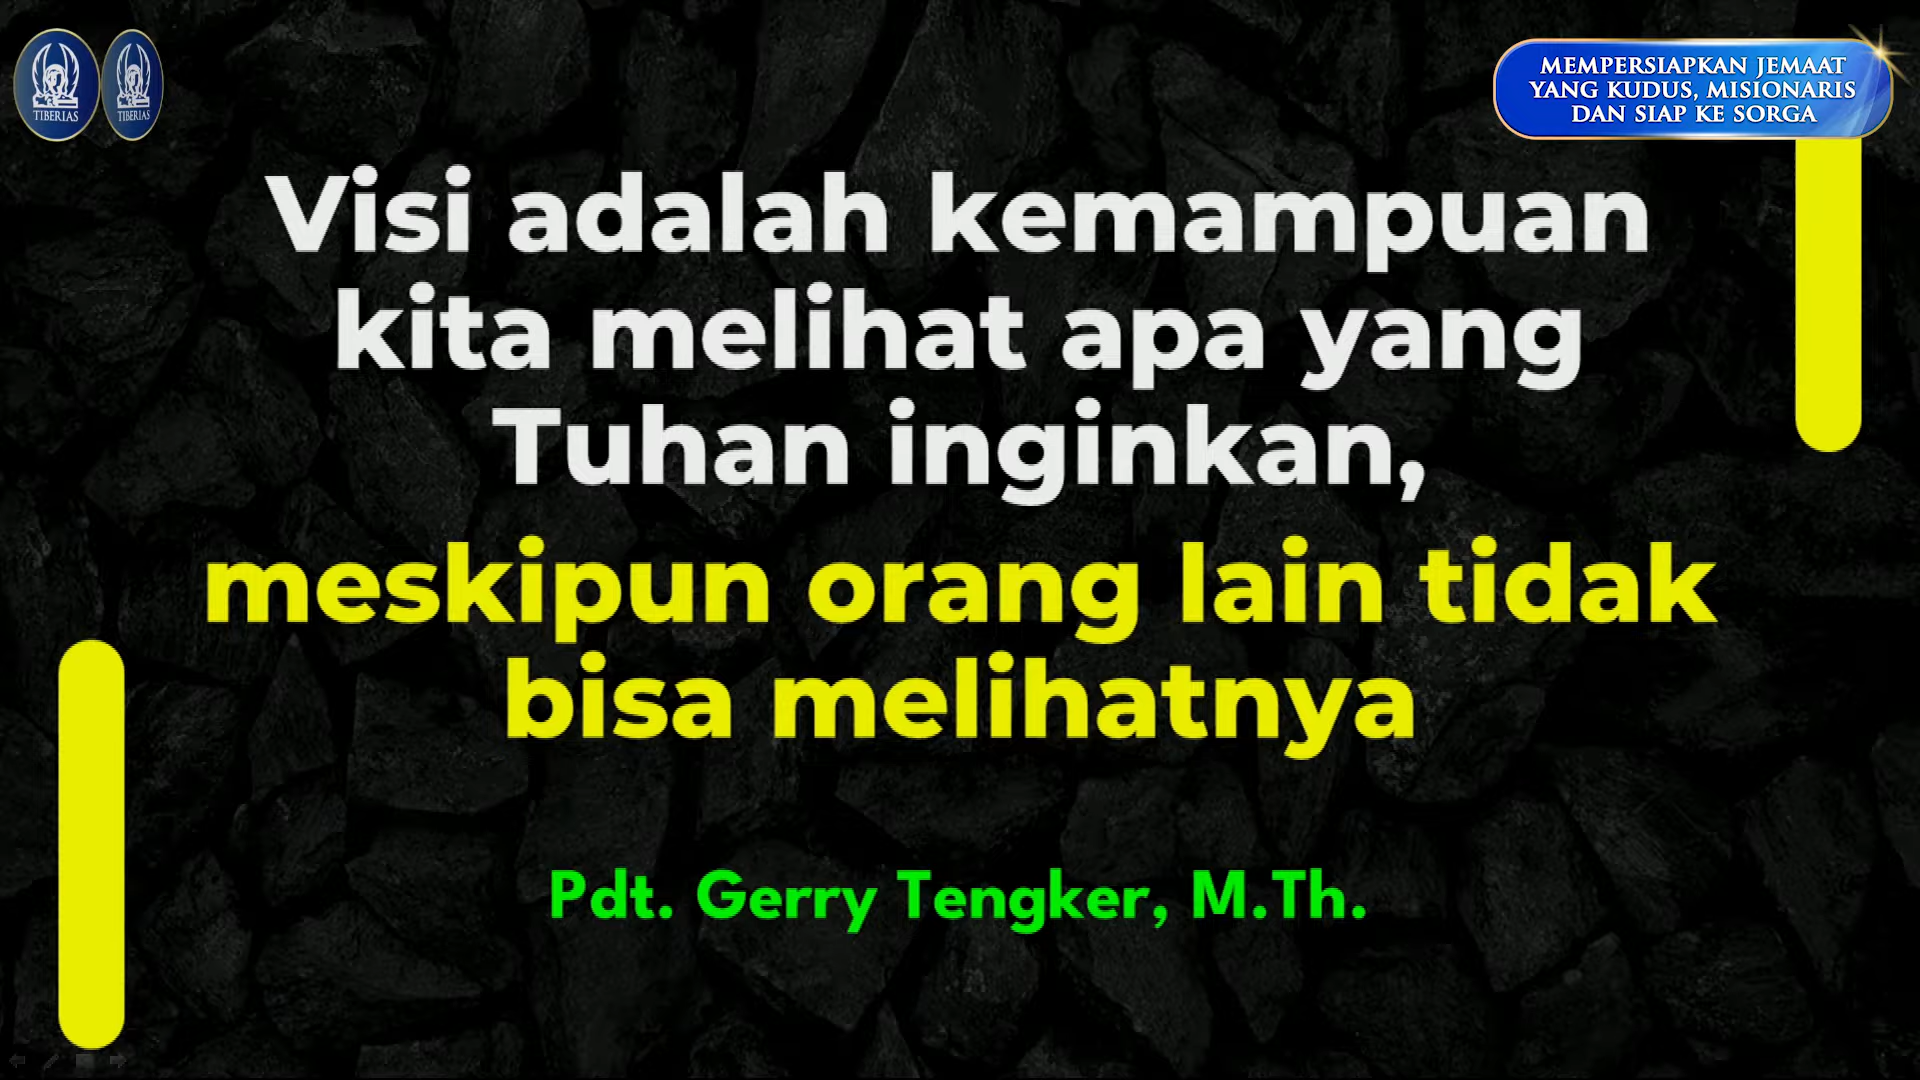 TIBERIAS
TIBERIAS
MEMPERSIAPKAN JEMAAT
YANG KUDUS, MISIONARIS
DAN SIAP KE SORGA
Visi adalah kemampuan
kita melihat apa yang
Tuhan inginkan,
meskipun orang lain tidak
bisa melihatnya
Pdt. Gerry Tengker, M.Th.